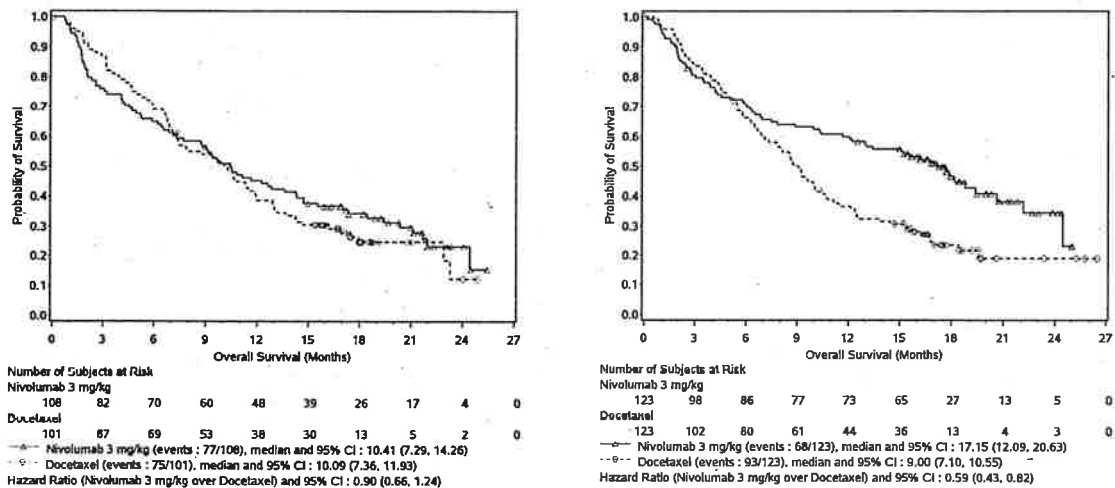 Probability of Survival
1.0
0.9
0.8
0.7
0.6
0.5
0.4
0.3
0.2
0.1
0.0
0 3 6 9 12 15 18 21 24 27
Overall Survival (Months)
Number of Subjects at Risk
Nivolumab 3 mg/kg
108 82 70 60 48 39 26 17 4 0
Docetaxel
101 87 69 53 38 30 13 5 2 0
Nivolumab 3 mg/kg (events : 77/108), median and 95% CI : 10.41 (7.29, 14.26)
Docetaxel (events : 75/101), median and 95% CI : 10.09 (7.36, 11.93)
Hazard Ratio (Nivolumab 3 mg/kg over Docetaxel) and 95% CI : 0.90 (0.66, 1.24)
Probability of Survival
1.0
0.9
0.8
0.7
0.6
0.5
0.4
0.3
0.2
0.1
0.0
0 3 6 9 12 15 18 21 24 27
Overall Survival (Months)
Number of Subjects at Risk
Nivolumab 3 mg/kg
123 98 86 77 73 65 27 13 5 0
Docetaxel
123 102 80 61 44 36 13 4 3 0
Nivolumab 3 mg/kg (events : 68/123), median and 95% CI : 17.15 (12.09, 20.63)
Docetaxel (events : 93/123), median and 95% CI : 9.00 (7.10, 10.55)
Hazard Ratio (Nivolumab 3 mg/kg over Docetaxel) and 95% CI : 0.59 (0.43, 0.82)